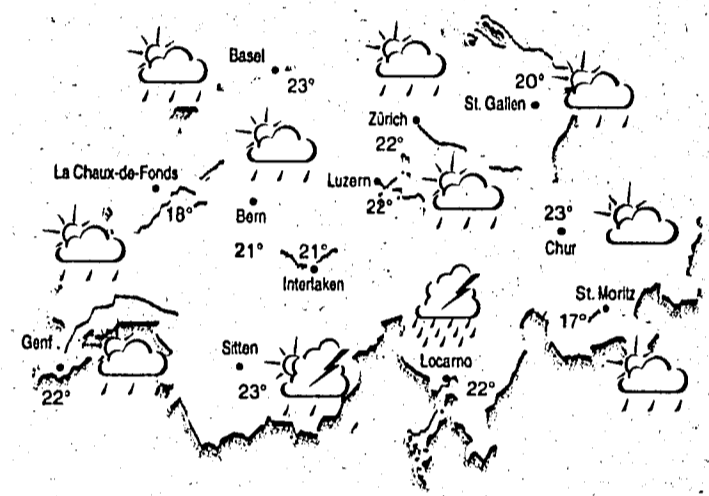 Basel
23°
20°
St. Gallen
Zürich
22°
La Chaux-de-Fonds
18°
Luzern
22°
Bern
21°
21°
Interlaken
23°
Chur
St. Moritz
17°
Genf
22°
Sitten
23°
Locarno
22°